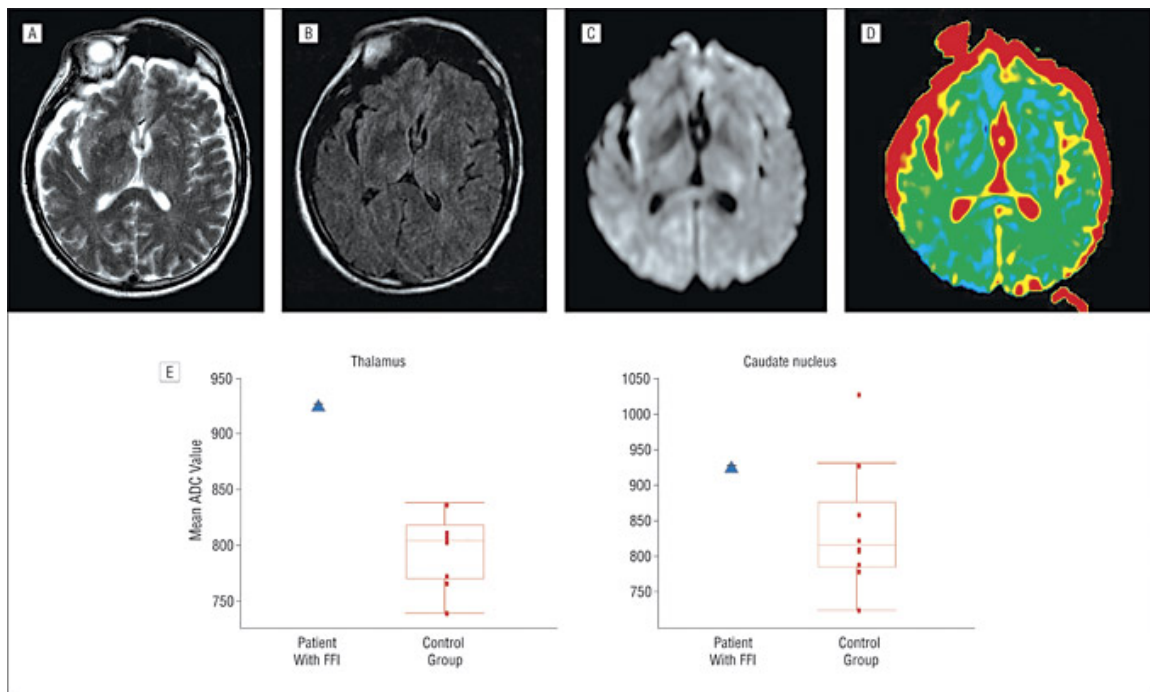 A
B
C
D
E
Thalamus
Mean ADC Value
950
900
850
800
750
Patient
With FFI
Control
Group
Caudate nucleus
1050
1000
950
900
850
800
750
Patient
With FFI
Control
Group